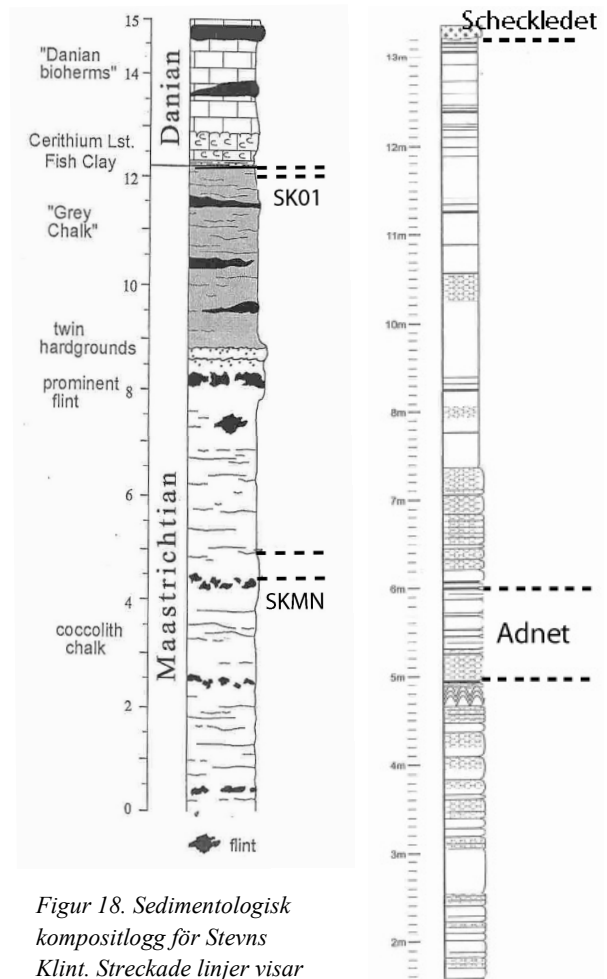 15
14
12
10
8
6
4
2
0
"Danian
bioherms"
Cerithium Lst.
Fish Clay
"Grey
Chalk"
twin
hardgrounds
prominent
flint
coccolith
chalk
Danian
Maastrichtian
SK01
SKMN
flint
Figur 18. Sedimentologisk
kompositlogg för Stevns
Klint. Streckade linjer visar
Scheckledet
13m
12m
11m
10m
8m
7m
6m
Adnet
5m
4m
3m
2m